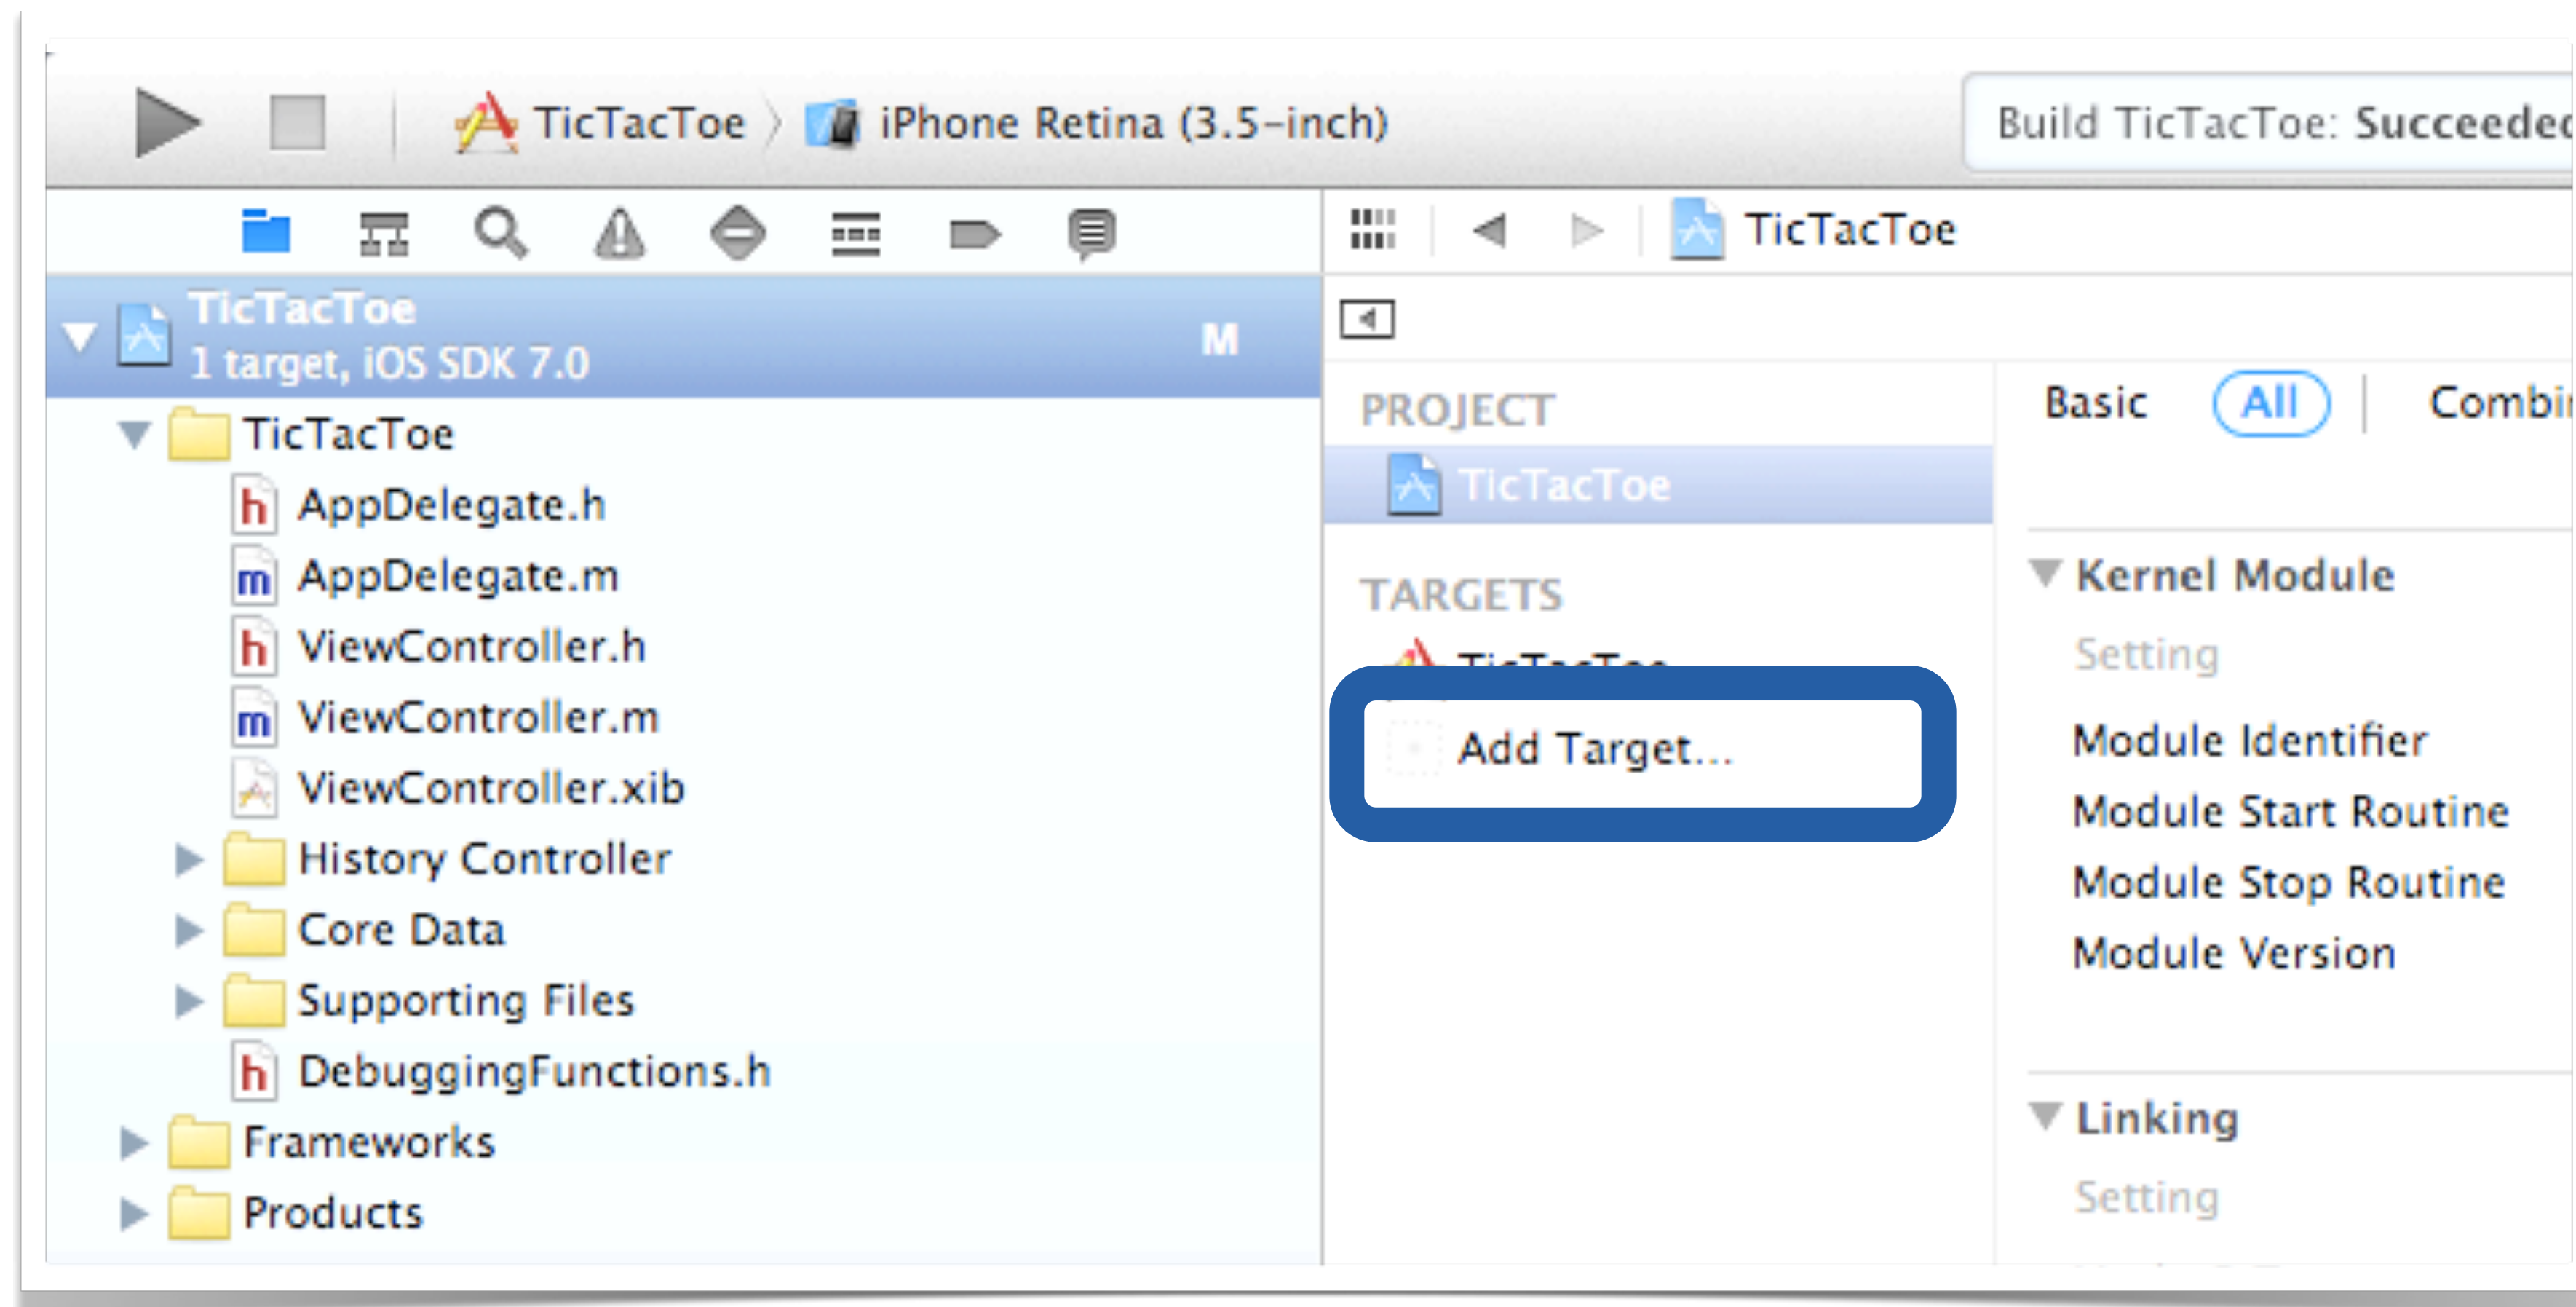 TicTacToe 〉 iPhone Retina (3.5-inch)
Build TicTacToe: Succeeded
TicTacToe
TicTacToe
1 target, iOS SDK 7.0
M
TicTacToe
AppDelegate.h
AppDelegate.m
ViewController.h
ViewController.m
ViewController.xib
History Controller
Core Data
Supporting Files
DebuggingFunctions.h
Frameworks
Products
PROJECT
TicTacToe
TARGETS
TicTacToe
Add Target...
Basic All
Kernel Module
Setting
Module Identifier
Module Start Routine
Module Stop Routine
Module Version
Linking
Setting